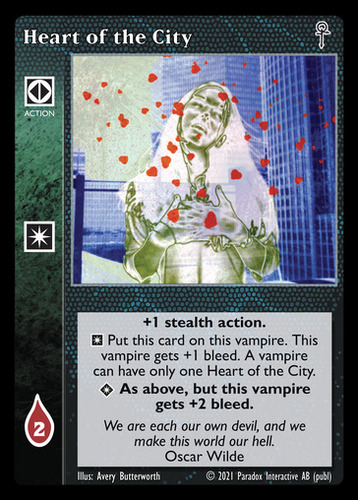 Heart of the City
ACTION
+1 stealth action.
Put this card on this vampire. This
vampire gets +1 bleed. A vampire
can have only one Heart of the City.
As above, but this vampire
gets +2 bleed.
We are each our own devil, and we
make this world our hell.
Oscar Wilde
2
Illus: Avery Butterworth © 2021 Paradox Interactive AB (publ)